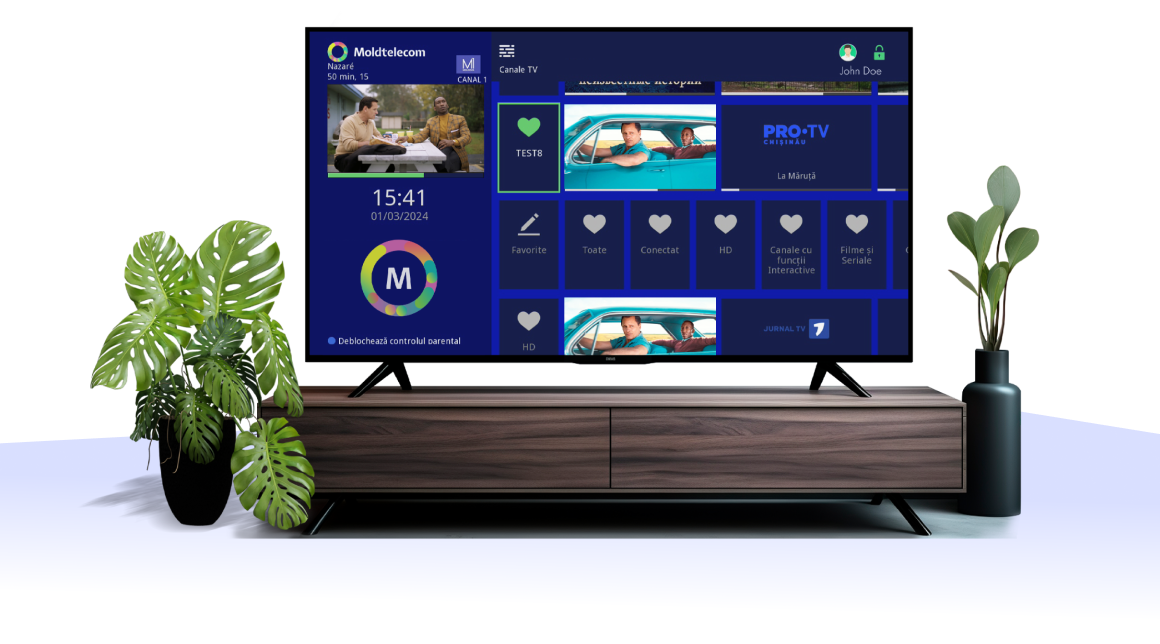 Moldtelecom
Nazaré
50 min, 15
M
CANAL 1
15:41
01/03/2024
M
Deblochează controlul parental
Canale TV
John Doe
неизвестные истории
TEST8
PRO•TV
CHIȘINĂU
La Măruță
Favorite
Toate
Conectat
HD
Canale cu
funcții
Interactive
Filme și
Seriale
HD
JURNAL TV